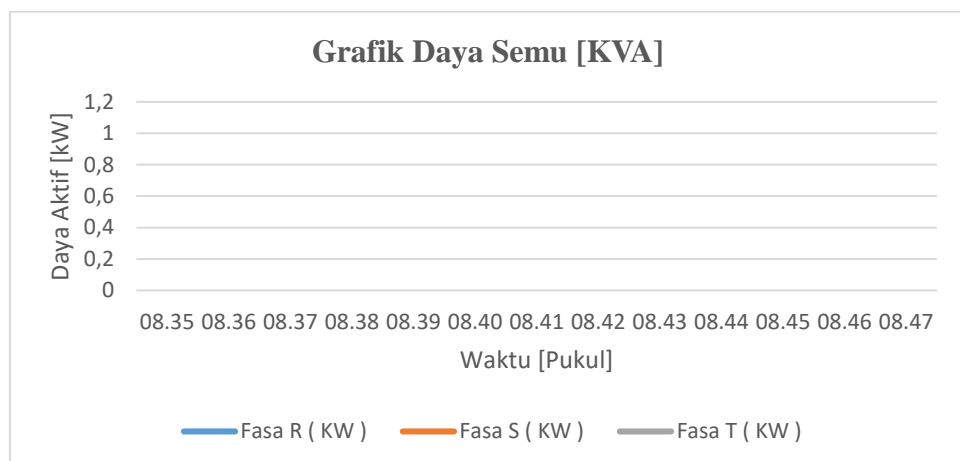 Grafik Daya Semu [KVA]
Daya Aktif [kW]
1,2
1
0,8
0,6
0,4
0,2
0
08.35 08.36 08.37 08.38 08.39 08.40 08.41 08.42 08.43 08.44 08.45 08.46 08.47
Waktu [Pukul]
Fasa R ( KW ) Fasa S ( KW ) Fasa T ( KW )